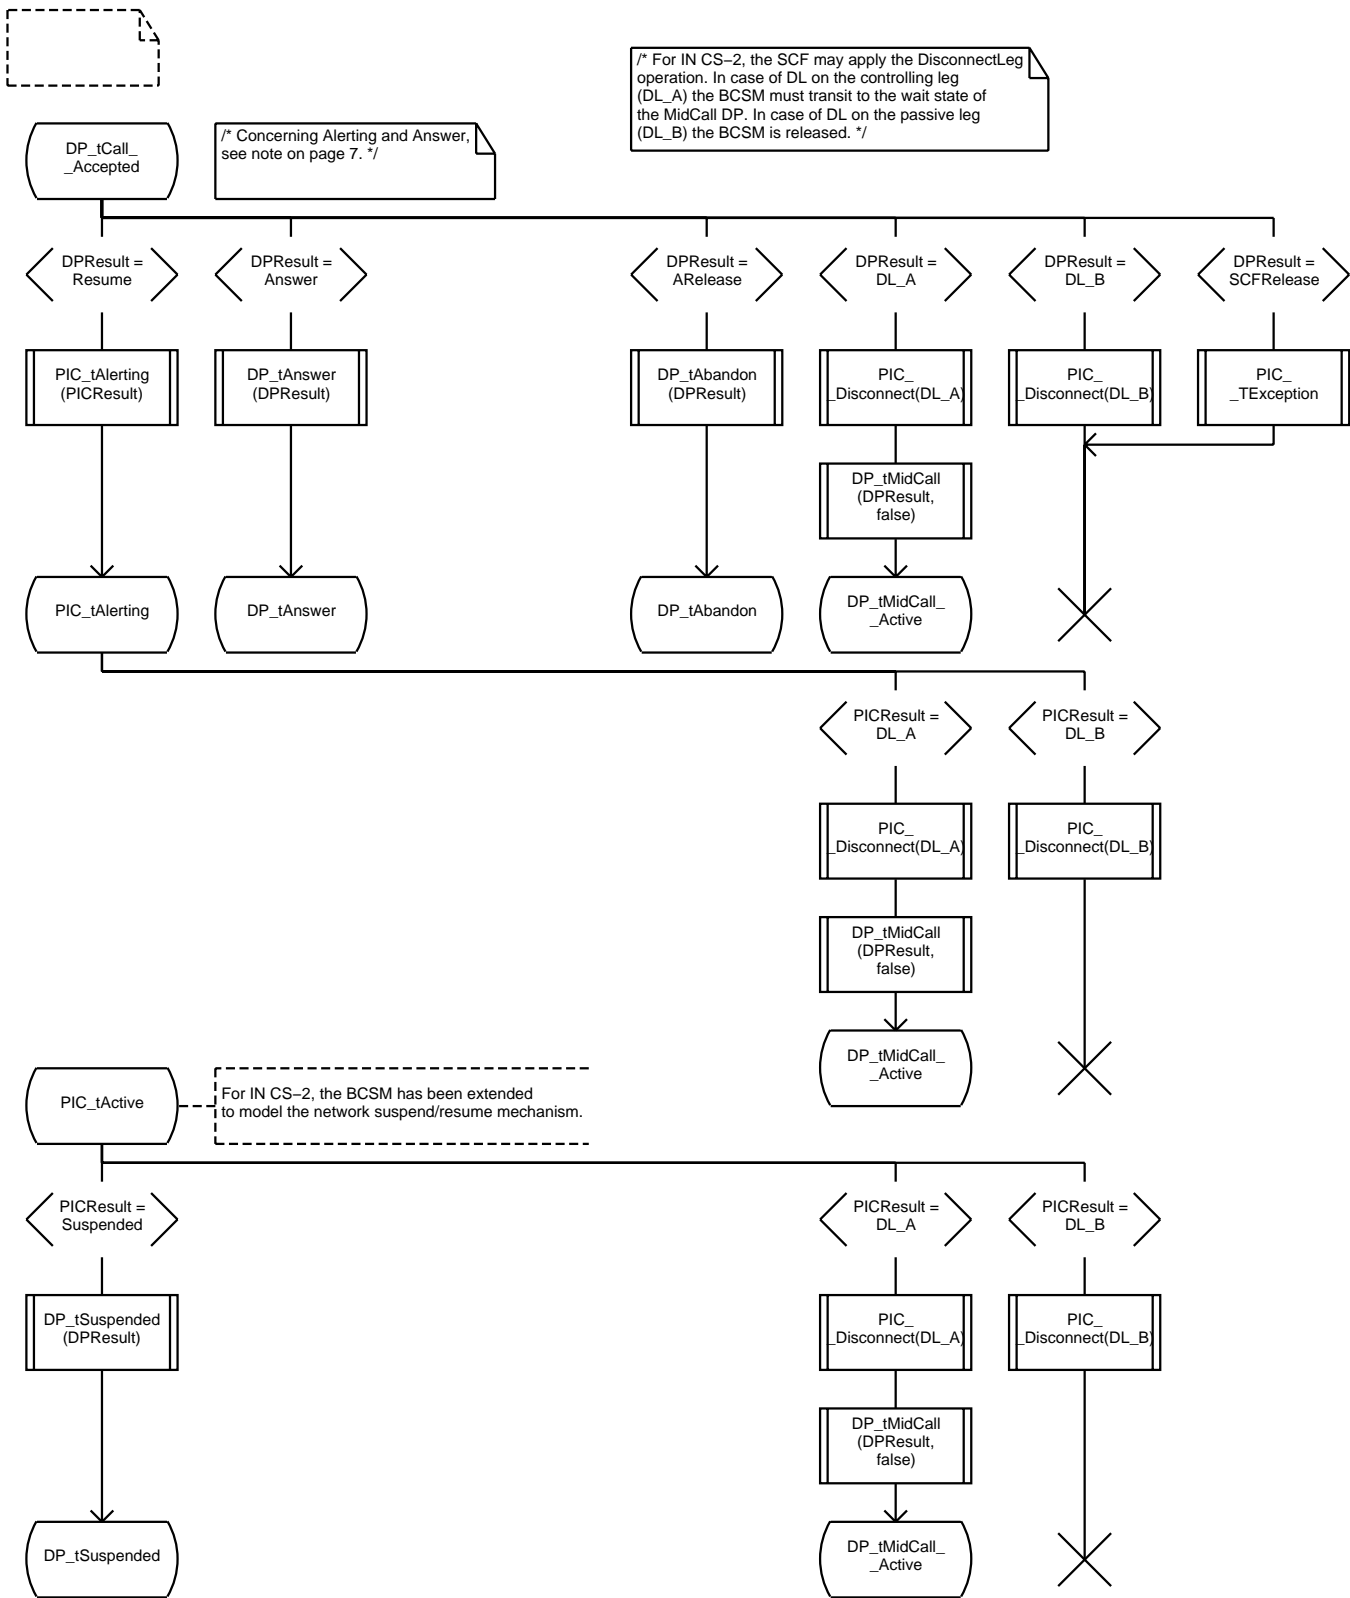 /* For IN CS–2, the SCF may apply the DisconnectLeg
operation. In case of DL on the controlling leg
(DL_A) the BCSM must transit to the wait state of
the MidCall DP. In case of DL on the passive leg
(DL_B) the BCSM is released. */
DP_tCall_
_Accepted
/* Concerning Alerting and Answer,
see note on page 7. */
DPResult =
Resume
DPResult =
Answer
DPResult =
ARelease
DPResult =
DL_A
DPResult =
DL_B
DPResult =
SCFRelease
PIC_tAlerting
(PICResult)
DP_tAnswer
(DPResult)
DP_tAbandon
(DPResult)
PIC_
_Disconnect(DL_A)
PIC_
_Disconnect(DL_B)
PIC_
_TException
DP_tMidCall
(DPResult,
false)
PIC_tAlerting
DP_tAnswer
DP_tAbandon
DP_tMidCall_
_Active
PICResult =
DL_A
PICResult =
DL_B
PIC_
_Disconnect(DL_A)
PIC_
_Disconnect(DL_B)
DP_tMidCall
(DPResult,
false)
DP_tMidCall_
_Active
PIC_tActive
For IN CS–2, the BCSM has been extended
to model the network suspend/resume mechanism.
PICResult =
Suspended
PICResult =
DL_A
PICResult =
DL_B
DP_tSuspended
(DPResult)
PIC_
_Disconnect(DL_A)
PIC_
_Disconnect(DL_B)
DP_tMidCall
(DPResult,
false)
DP_tSuspended
DP_tMidCall_
_Active